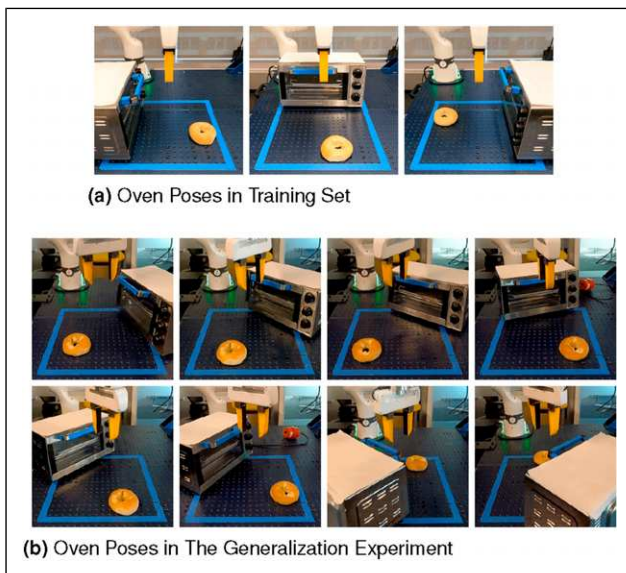 (a) Oven Poses in Training Set
(b) Oven Poses in The Generalization Experiment